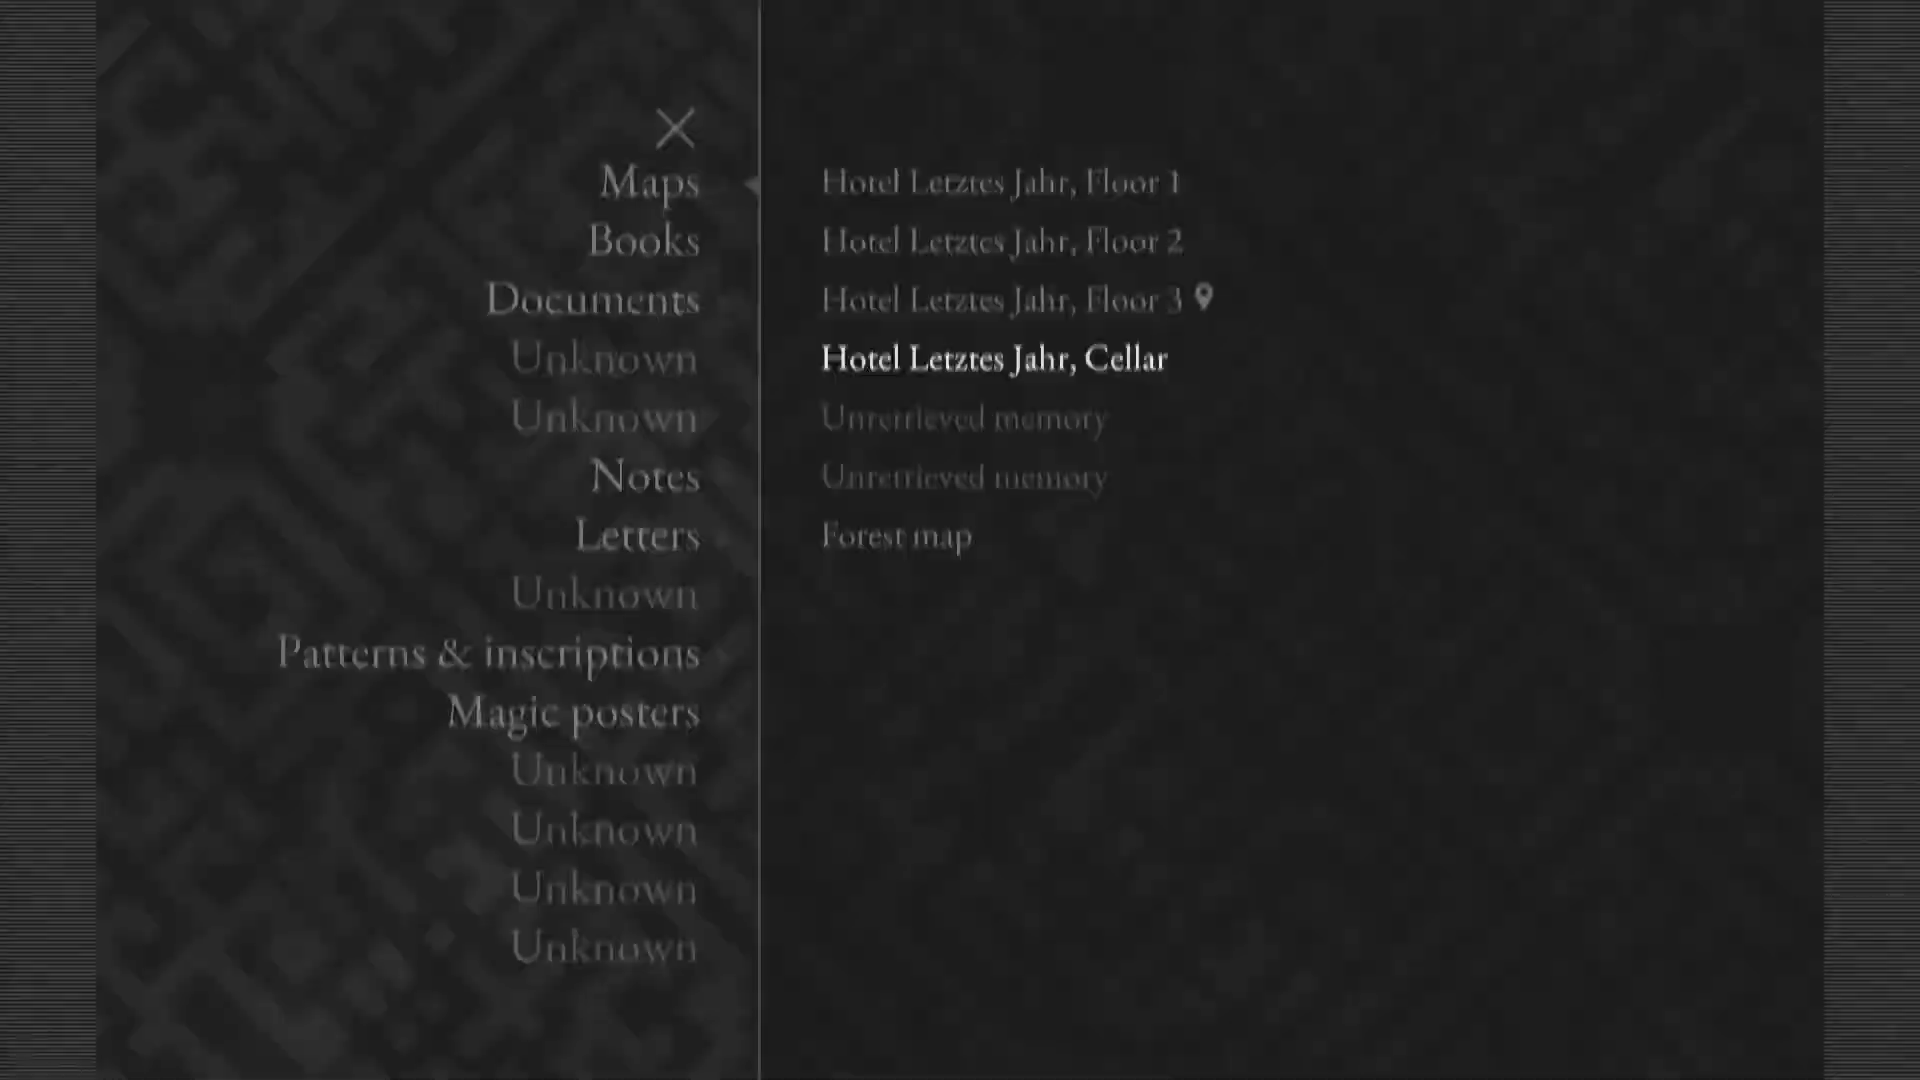 Maps
Books
Documents
Unknown
Unknown
Notes
Letters
Unknown
Patterns & inscriptions
Magic posters
Unknown
Unknown
Unknown
Unknown
Hotel Letztes Jahr, Floor 1
Hotel Letztes Jahr, Floor 2
Hotel Letztes Jahr, Floor 3
Hotel Letztes Jahr, Cellar
Unretrieved memory
Unretrieved memory
Forest map